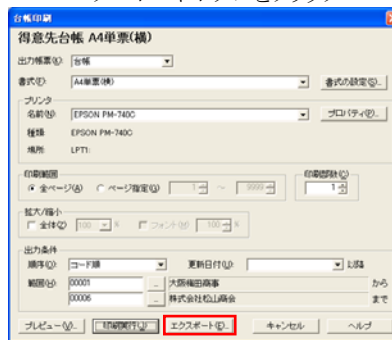 台帳印刷
得意先台帳 A4単票(横)
出力帳票(K) 台帳
書式(F) A4単票(横) 書式の設定(S)...
プリンタ
名前(N) EPSON PM-740C プロパティ(P)...
種類 EPSON PM-740C
場所 LPT1:
印刷範囲 印刷部数(C)
全ページ(A) ページ指定(G) 1 ~ 9999 1
拡大/縮小
全体(Z) 100 % フォント(H) 100 %
出力条件
順序(O) コード順 更新日付(U) 以降
範囲(H) 00001 ... 大阪梅田商事 から
00006 ... 株式会社松山商会 まで
プレビュー(V)... 印刷実行(U) エクスポート(E)... キャンセル ヘルプ